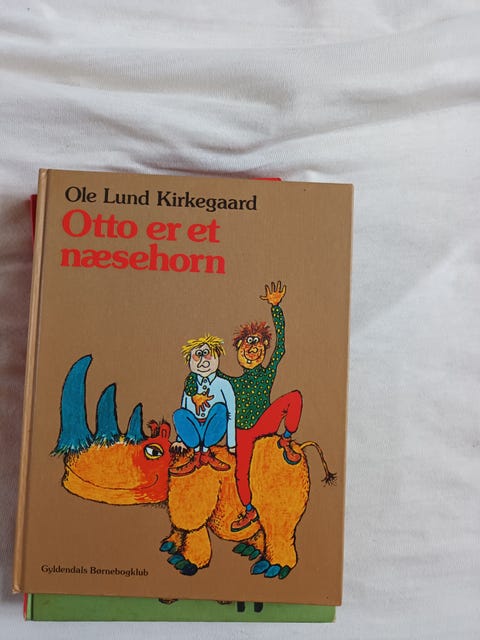 Ole Lund Kirkegaard
Otto er et
næsehorn
Gyldendals Børnebogklub